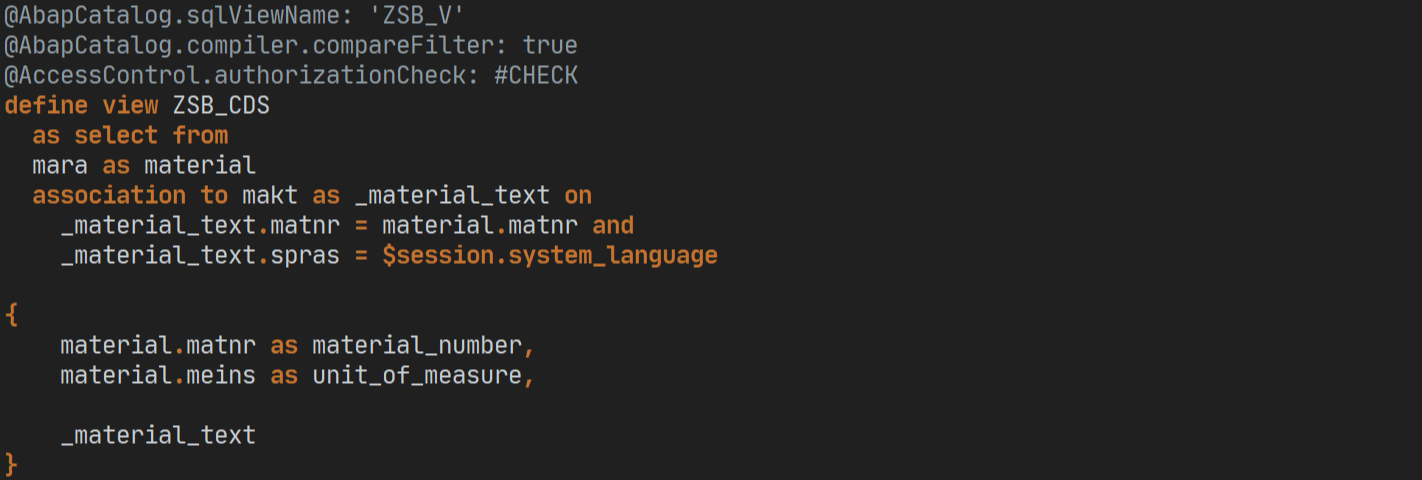 @AbapCatalog.sqlViewName: 'ZSB_V'
@AbapCatalog.compiler.compareFilter: true
@AccessControl.authorizationCheck: #CHECK
define view ZSB_CDS
  as select from
  mara as material
  association to makt as _material_text on
    _material_text.matnr = material.matnr and
    _material_text.spras = $session.system_language
{
    material.matnr as material_number,
    material.meins as unit_of_measure,
    _material_text
}